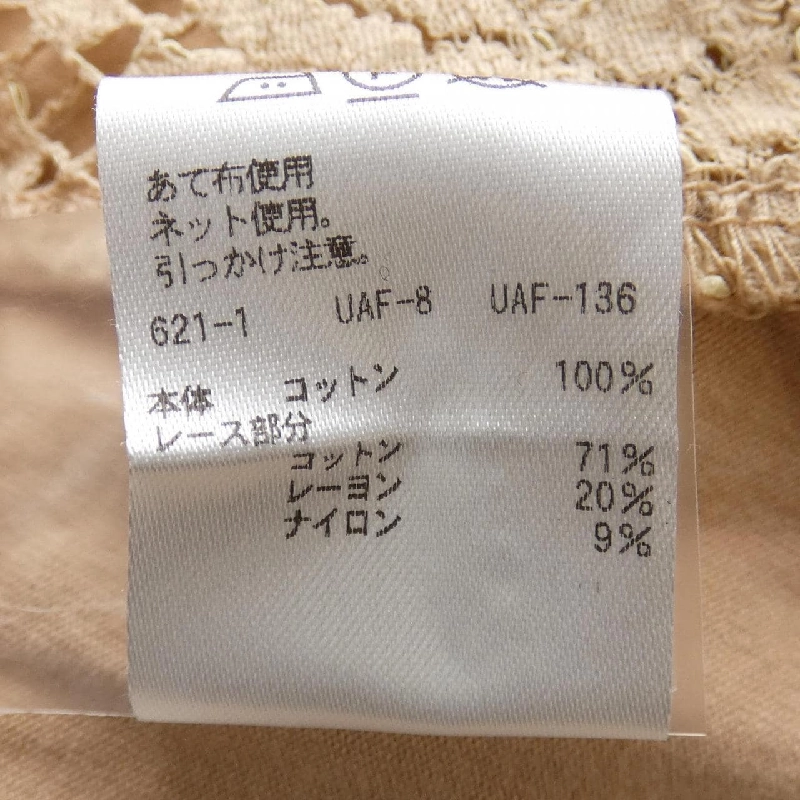 あて布使用
ネット使用。
引っかけ注意。
621-1 UAF-8 UAF-136
本体 コットン 100%
レース部分
コットン 71%
レーヨン 20%
ナイロン 9%